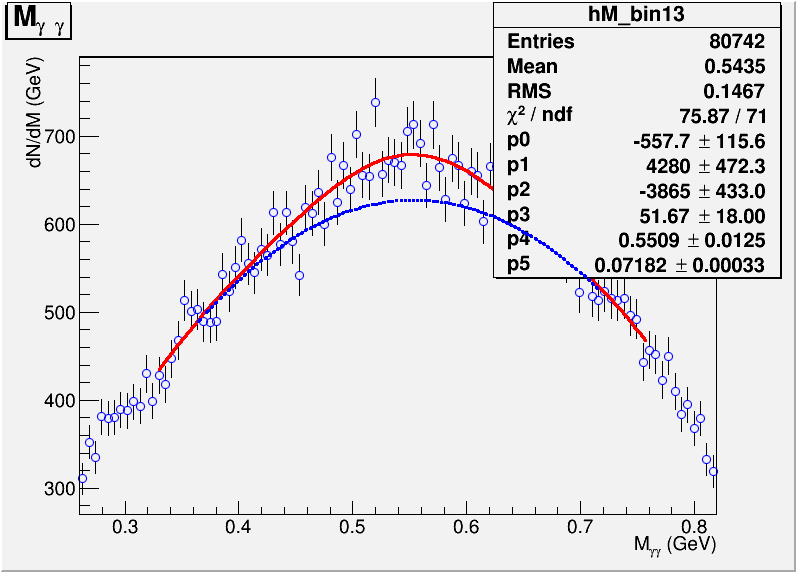 M γ γ
hM_bin13
Entries 80742
Mean 0.5435
RMS 0.1467
χ² / ndf 75.87 / 71
p0 -557.7 ± 115.6
p1 4280 ± 472.3
p2 -3865 ± 433.0
p3 51.67 ± 18.00
p4 0.5509 ± 0.0125
p5 0.07182 ± 0.00033
dN/dM (GeV)
700
600
500
400
300
0.3 0.4 0.5 0.6 0.7 0.8
Mγγ (GeV)